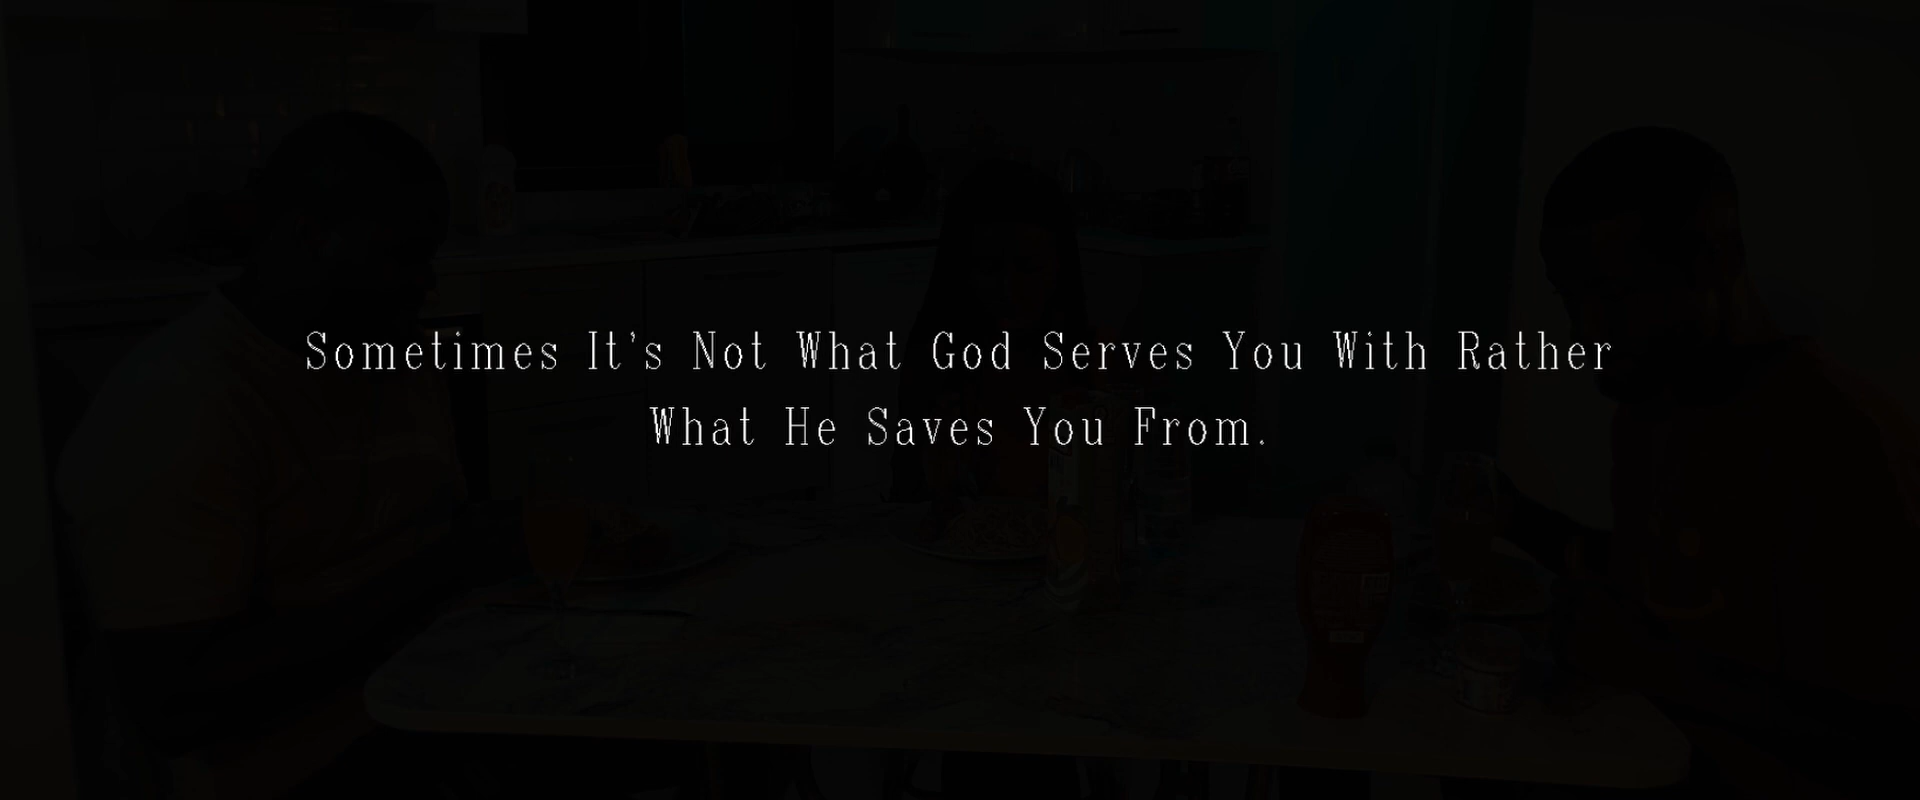 Sometimes It's Not What God Serves You With Rather
What He Saves You From.